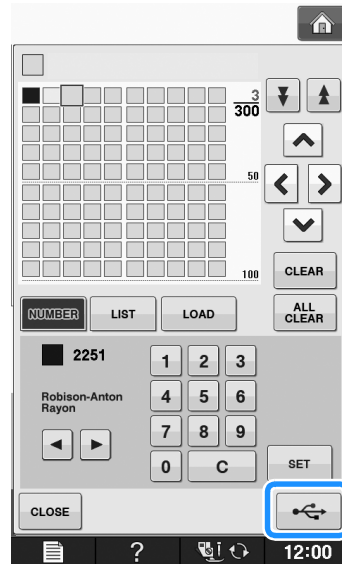 3
300
50
100
CLEAR
NUMBER LIST LOAD ALL CLEAR
2251
1 2 3
Robison-Anton
Rayon
4 5 6
7 8 9
0 C SET
CLOSE
? 12:00